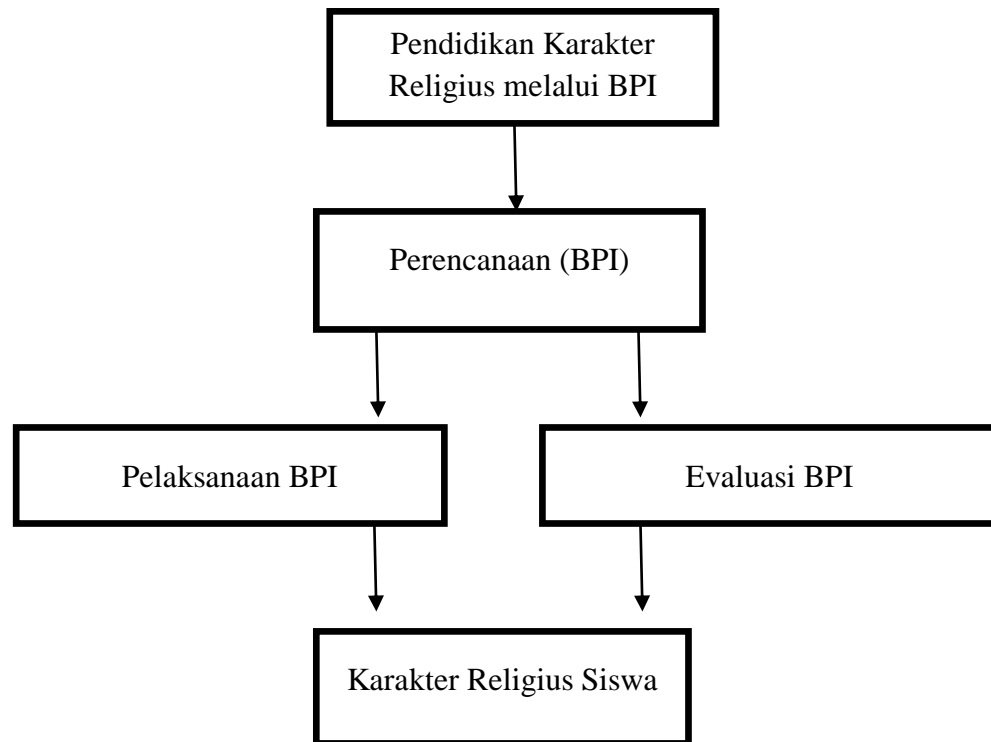 Pendidikan Karakter
Religius melalui BPI
Perencanaan (BPI)
Pelaksanaan BPI
Evaluasi BPI
Karakter Religius Siswa